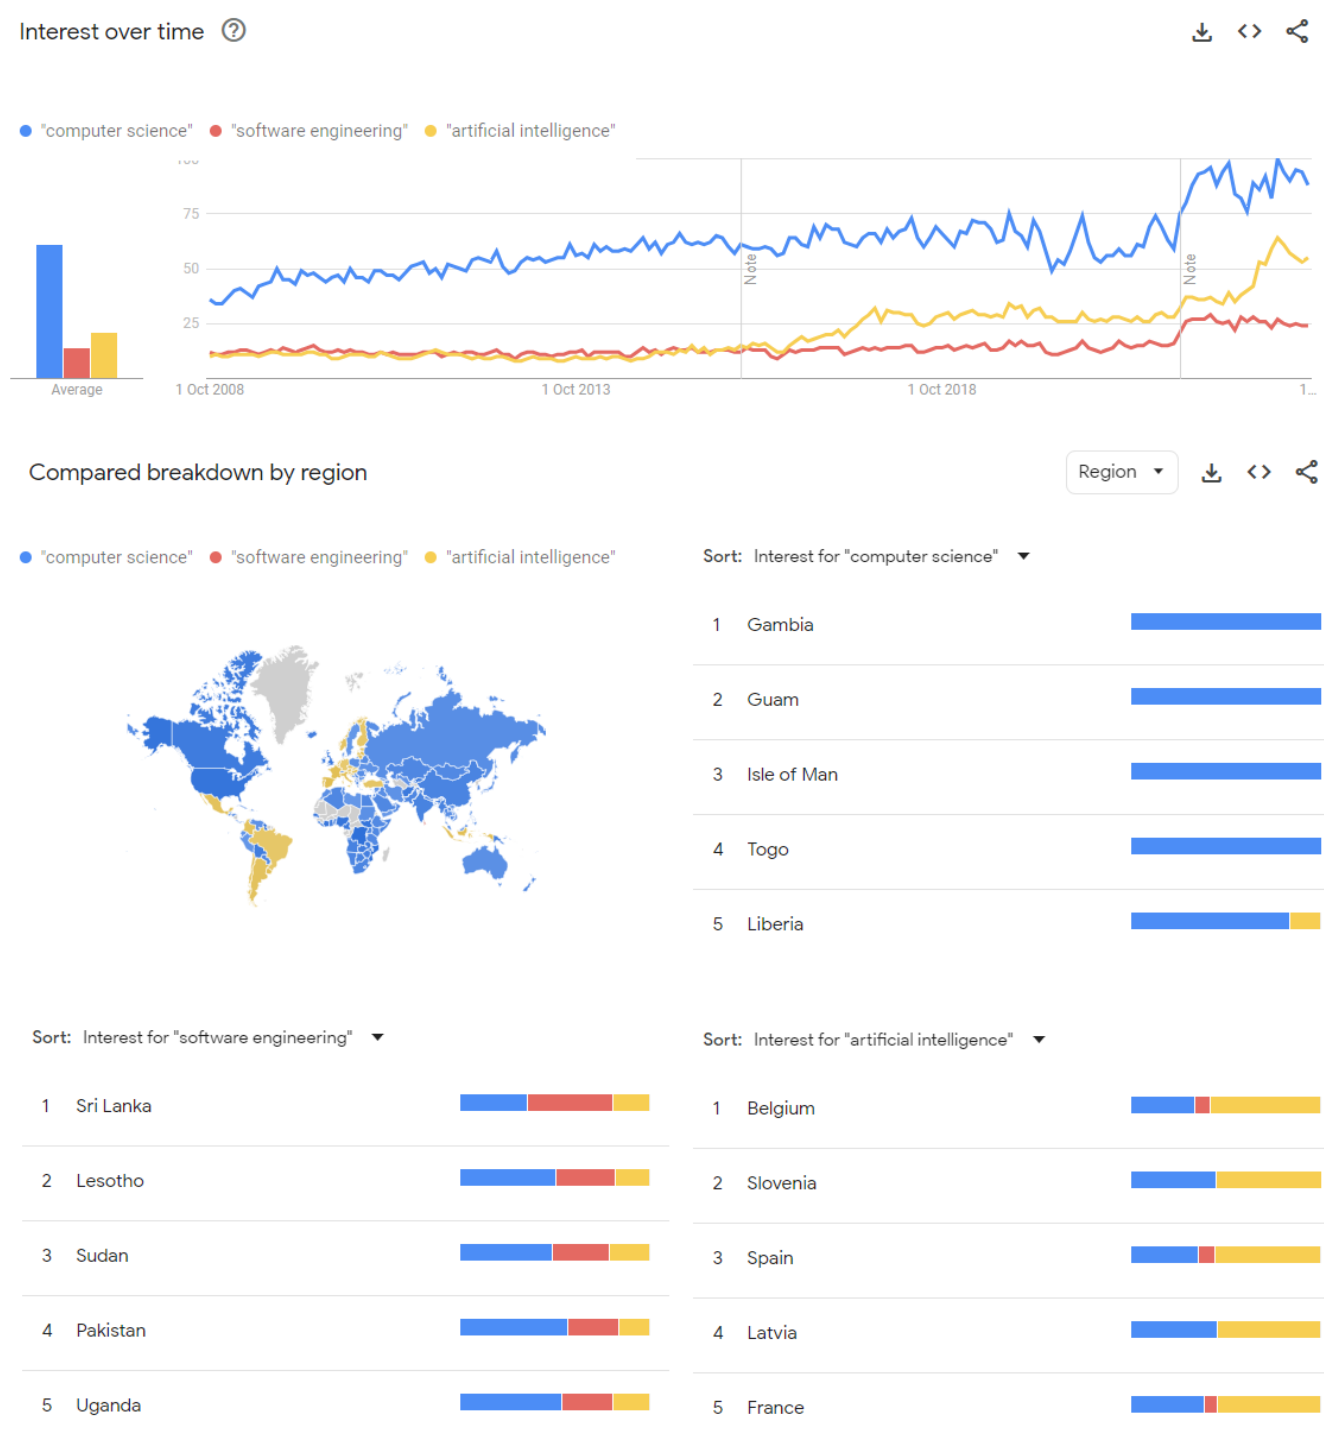 Interest over time
"computer science" "software engineering" "artificial intelligence"
75
50
25
Note
Note
Average
1 Oct 2008
1 Oct 2013
1 Oct 2018
1...
Compared breakdown by region
Region
"computer science" "software engineering" "artificial intelligence"
Sort: Interest for "computer science"
1 Gambia
2 Guam
3 Isle of Man
4 Togo
5 Liberia
Sort: Interest for "software engineering"
1 Sri Lanka
2 Lesotho
3 Sudan
4 Pakistan
5 Uganda
Sort: Interest for "artificial intelligence"
1 Belgium
2 Slovenia
3 Spain
4 Latvia
5 France